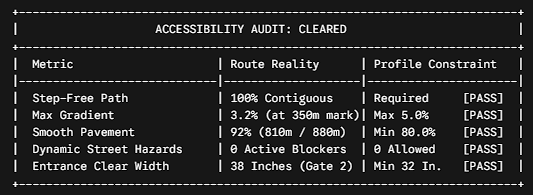 ACCESSIBILITY AUDIT: CLEARED
Metric | Route Reality | Profile Constraint
Step-Free Path | 100% Contiguous | Required [PASS]
Max Gradient | 3.2% (at 350m mark)| Max 5.0% [PASS]
Smooth Pavement | 92% (810m / 880m) | Min 80.0% [PASS]
Dynamic Street Hazards | 0 Active Blockers | 0 Allowed [PASS]
Entrance Clear Width | 38 Inches (Gate 2) | Min 32 In. [PASS]